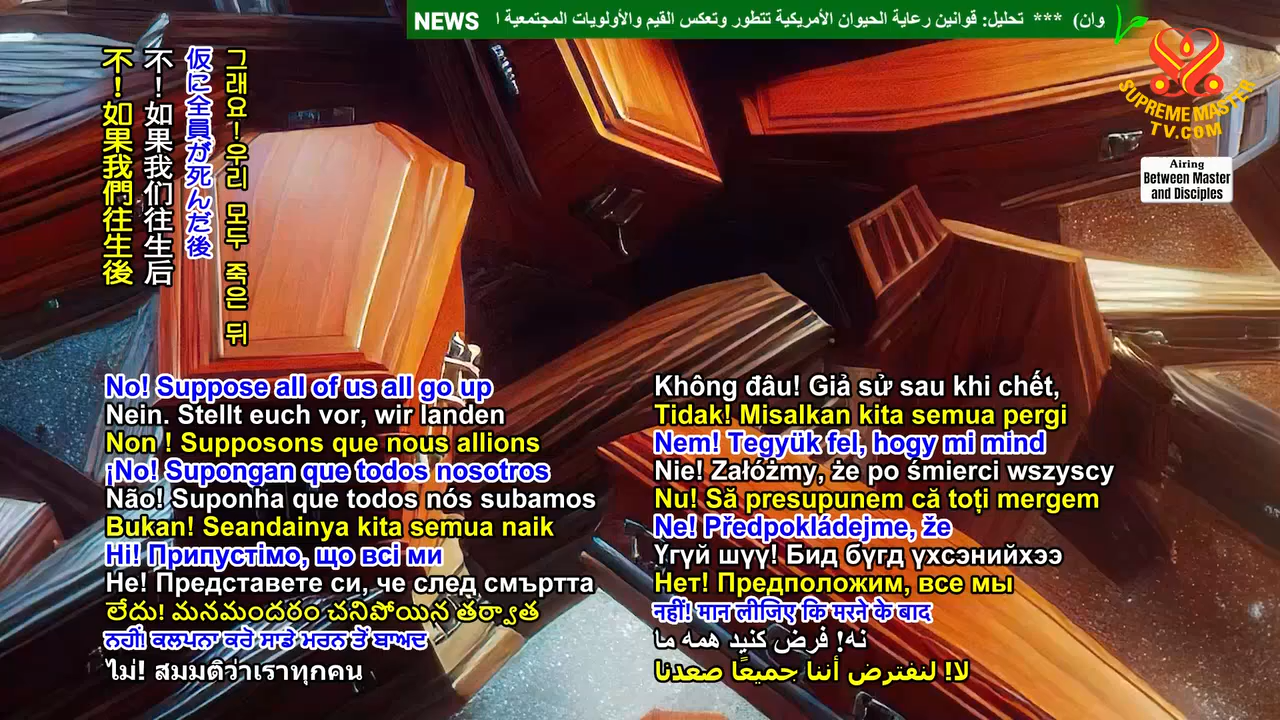 NEWS
وان) *** تحليل: قوانين رعاية الحيوان الأمريكية تتطور وتعكس القيم والأولويات المجتمعية ا
SUPREME MASTER
TV.COM
Airing
Between Master
and Disciples
그래요! 우리 모두 죽은 뒤
仮に全員が死んだ後
不！如果我们往生后
不！如果我們往生後
No! Suppose all of us all go up
Nein. Stellt euch vor, wir landen
Non ! Supposons que nous allions
¡No! Supongan que todos nosotros
Não! Suponha que todos nós subamos
Bukan! Seandainya kita semua naik
Ні! Припустімо, що всі ми
Не! Представете си, че след смъртта
లేదు! మనమందరం చనిపోయిన తర్వాత
ਨਹੀਂ! ਕਲਪਨਾ ਕਰੋ ਸਾਡੇ ਮਰਨ ਤੋਂ ਬਾਅਦ
ไม่! สมมติว่าเราทุกคน
Không đâu! Giả sử sau khi chết,
Tidak! Misalkan kita semua pergi
Nem! Tegyük fel, hogy mi mind
Nie! Załóżmy, że po śmierci wszyscy
Nu! Să presupunem că toți mergem
Ne! Předpokládejme, že
Үгүй шүү! Бид бүгд үхсэнийхээ
Нет! Предположим, все мы
नहीं! मान लीजिए कि मरने के बाद
نه! فرض کنید همه ما
لا! لنفترض أننا جميعًا صعدنا